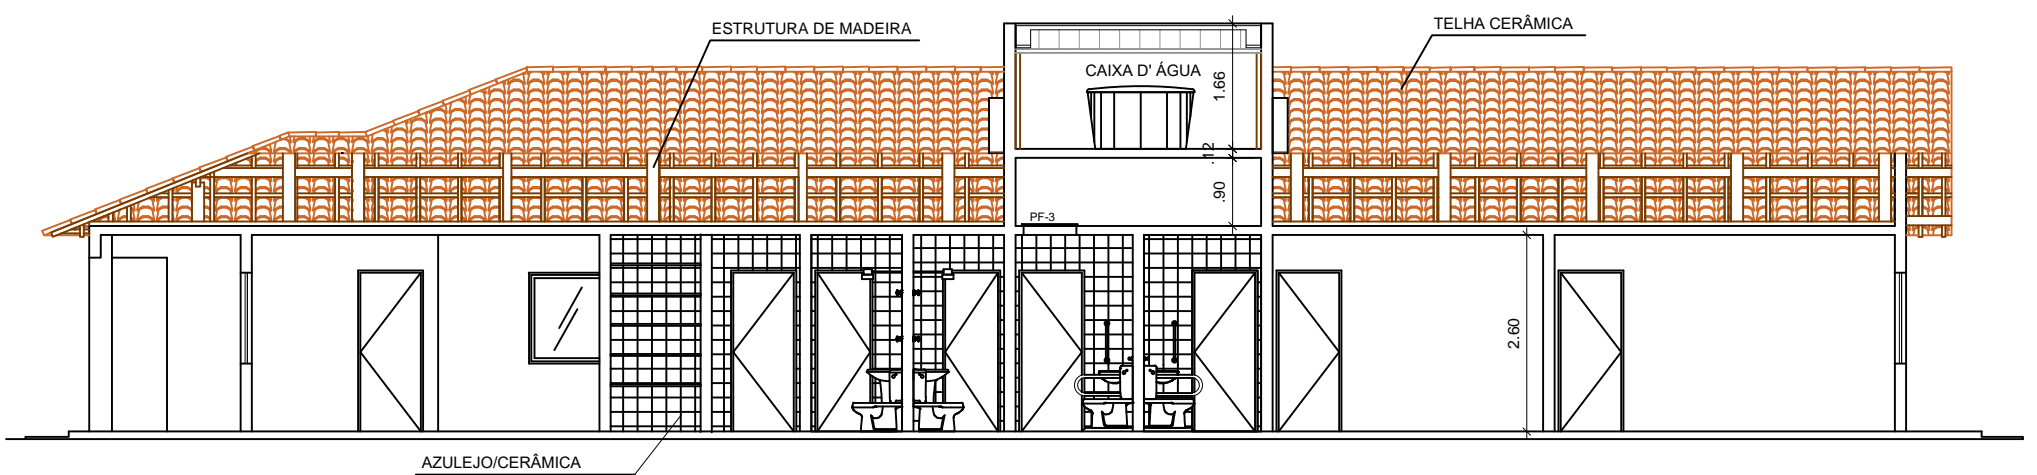 TELHA CERÂMICA
ESTRUTURA DE MADEIRA
CAIXA D' ÁGUA
1.66
.12
.90
PF-3
2.60
AZULEJO/CERÂMICA